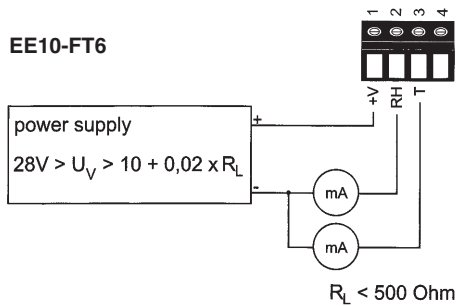 1 2 3 4
EE10-FT6
+V RH T
power supply
28V > U_V > 10 + 0,02 x R_L
+
-
mA
mA
R_L < 500 Ohm